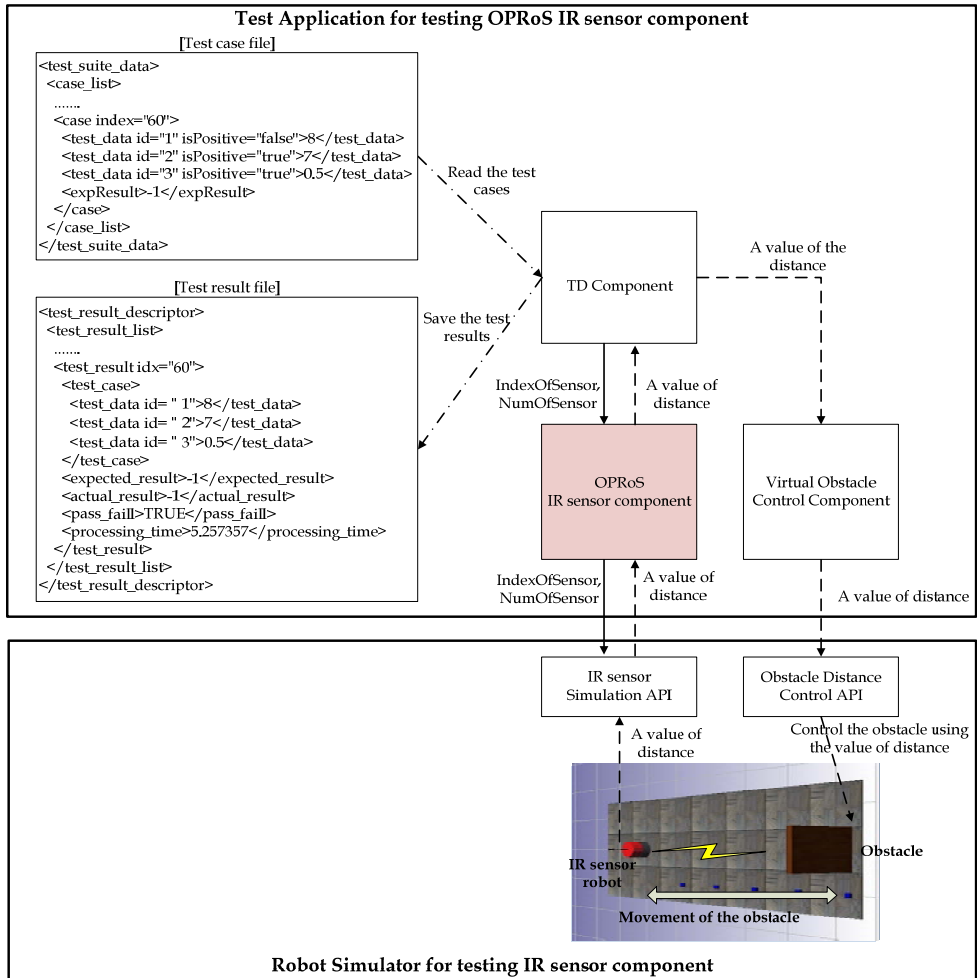 Test Application for testing OPRoS IR sensor component
[Test case file]
<test_suite_data>
<case_list>
.......
<case index="60">
<test_data id="1" isPositive="false">8</test_data>
<test_data id="2" isPositive="true">7</test_data>
<test_data id="3" isPositive="true">0.5</test_data>
<expResult>-1</expResult>
</case>
</case_list>
</test_suite_data>
Read the test
cases
[Test result file]
<test_result_descriptor>
<test_result_list>
.......
<test_result idx="60">
<test_case>
<test_data id= " 1">8</test_data>
<test_data id= " 2">7</test_data>
<test_data id= " 3">0.5</test_data>
</test_case>
<expected_result>-1</expected_result>
<actual_result>-1</actual_result>
<pass_faill>TRUE</pass_faill>
<processing_time>5.257357</processing_time>
</test_result>
</test_result_list>
</test_result_descriptor>
Save the test
results
TD Component
A value of the
distance
IndexOfSensor,
NumOfSensor
A value of
distance
OPRoS
IR sensor component
Virtual Obstacle
Control Component
IndexOfSensor,
NumOfSensor
A value of
distance
A value of distance
IR sensor
Simulation API
Obstacle Distance
Control API
A value of
distance
Control the obstacle using
the value of distance
IR sensor
robot
Obstacle
Movement of the obstacle
Robot Simulator for testing IR sensor component